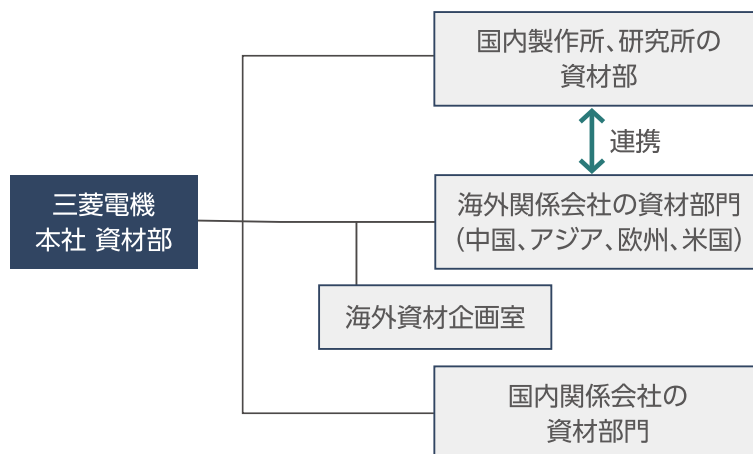 国内製作所、研究所の
資材部
連携
三菱電機
本社 資材部
海外関係会社の資材部門
(中国、アジア、欧州、米国)
海外資材企画室
国内関係会社の
資材部門